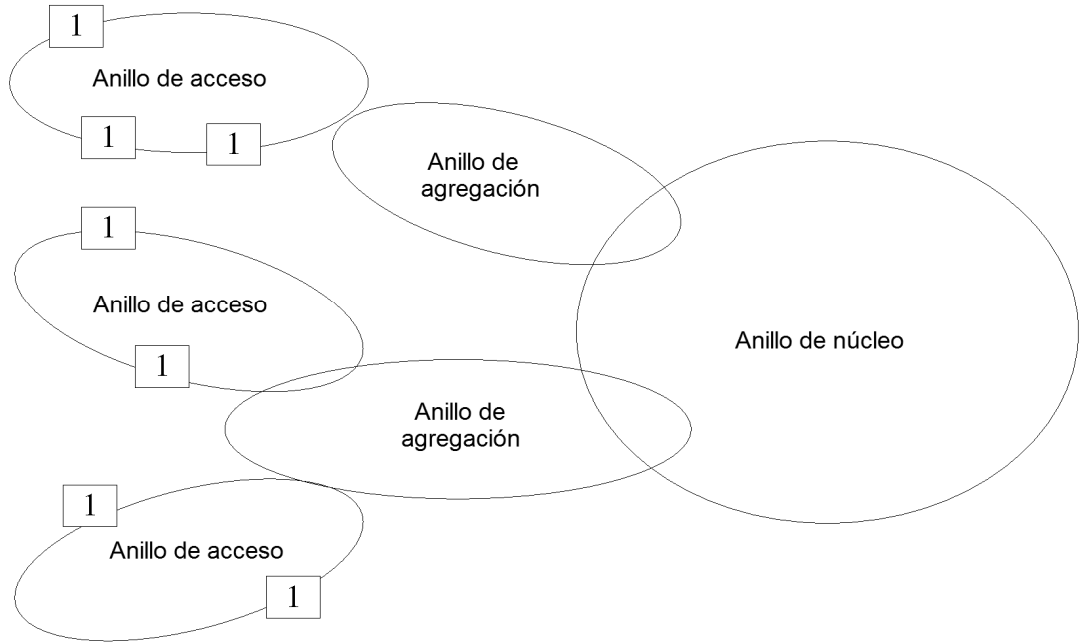 1
Anillo de acceso
1
1
Anillo de
agregación
1
Anillo de acceso
1
Anillo de núcleo
Anillo de
agregación
1
Anillo de acceso
1